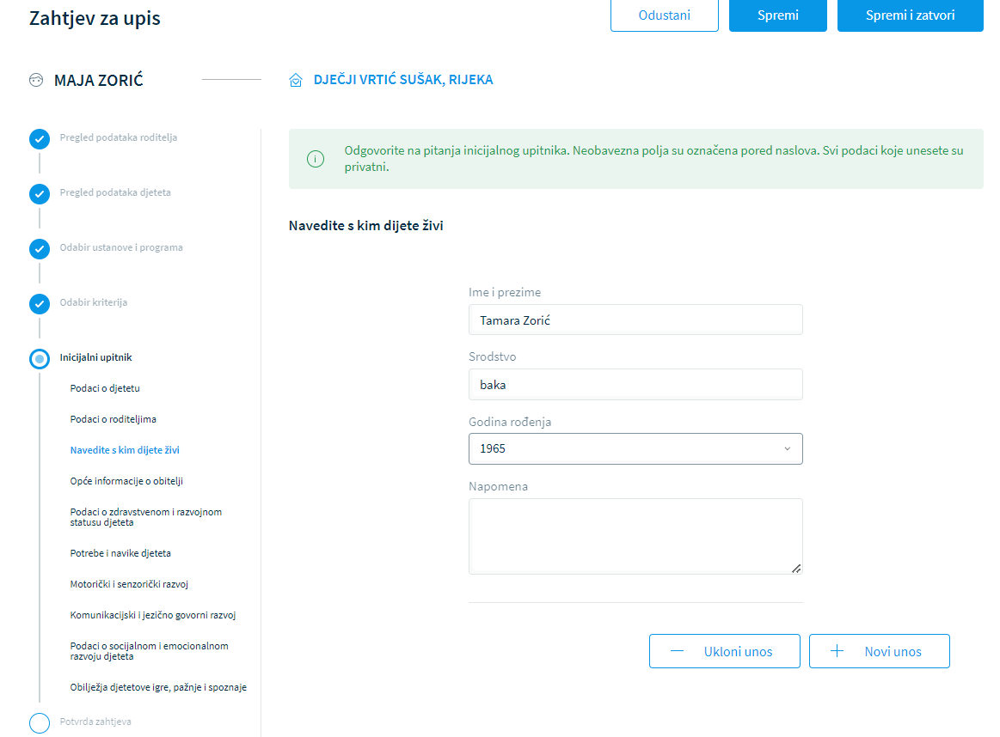 Zahtjev za upis
Odustani
Spremi
Spremi i zatvori
MAJA ZORIĆ
DJEČJI VRTIĆ SUŠAK, RIJEKA
Pregled podataka roditelja
Pregled podataka djeteta
Odabir ustanove i programa
Odabir kriterija
Inicijalni upitnik
Podaci o djetetu
Podaci o roditeljima
Navedite s kim dijete živi
Opće informacije o obitelji
Podaci o zdravstvenom i razvojnom
statusu djeteta
Potrebe i navike djeteta
Motorički i senzorički razvoj
Komunikacijski i jezično govorni razvoj
Podaci o socijalnom i emocionalnom
razvoju djeteta
Obilježja djetetove igre, pažnje i spoznaje
Potvrda zahtjeva
Odgovorite na pitanja inicijalnog upitnika. Neobavezna polja su označena pored naslova. Svi podaci koje unesete su
privatni.
Navedite s kim dijete živi
Ime i prezime
Tamara Zorić
Srodstvo
baka
Godina rođenja
1965
Napomena
Ukloni unos
Novi unos